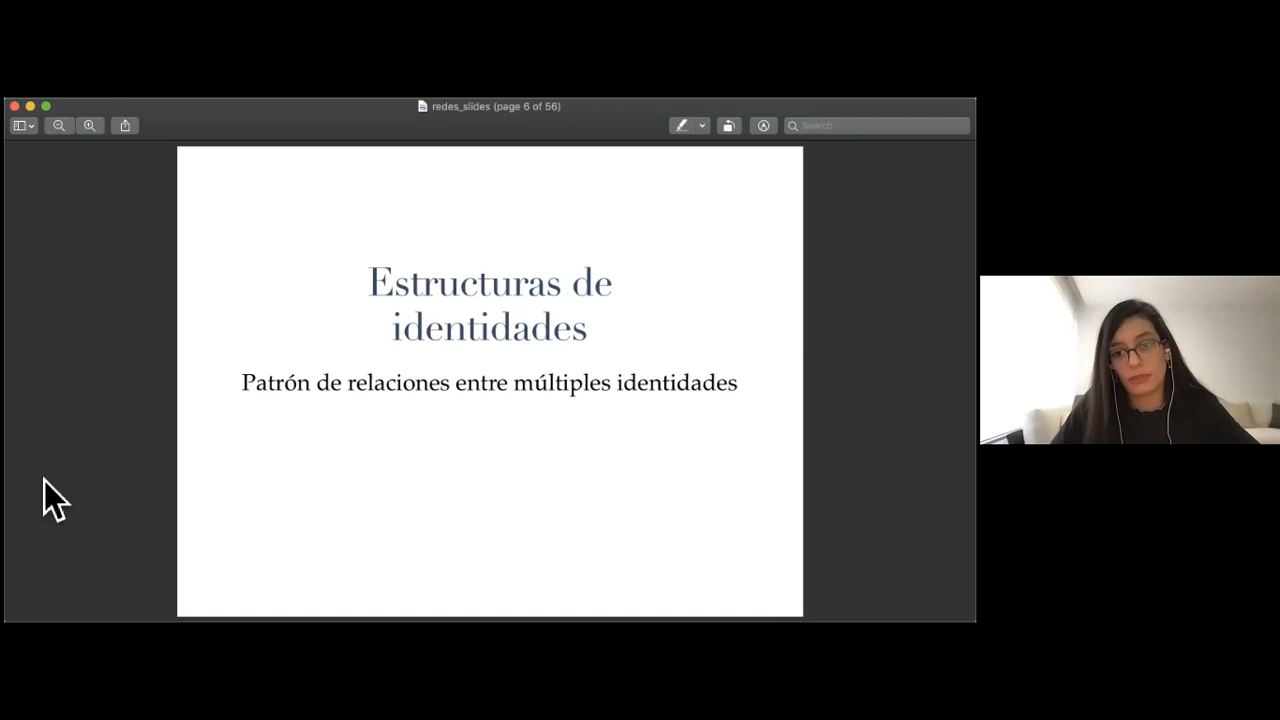 redes_slides (page 6 of 56)
Search
Estructuras de
identidades
Patrón de relaciones entre múltiples identidades